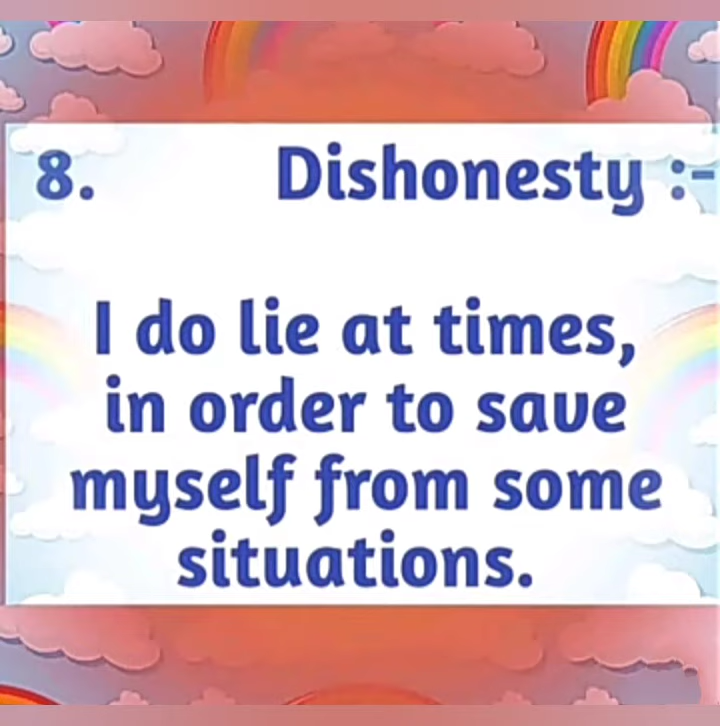 8. Dishonesty :-
I do lie at times,
in order to save
myself from some
situations.